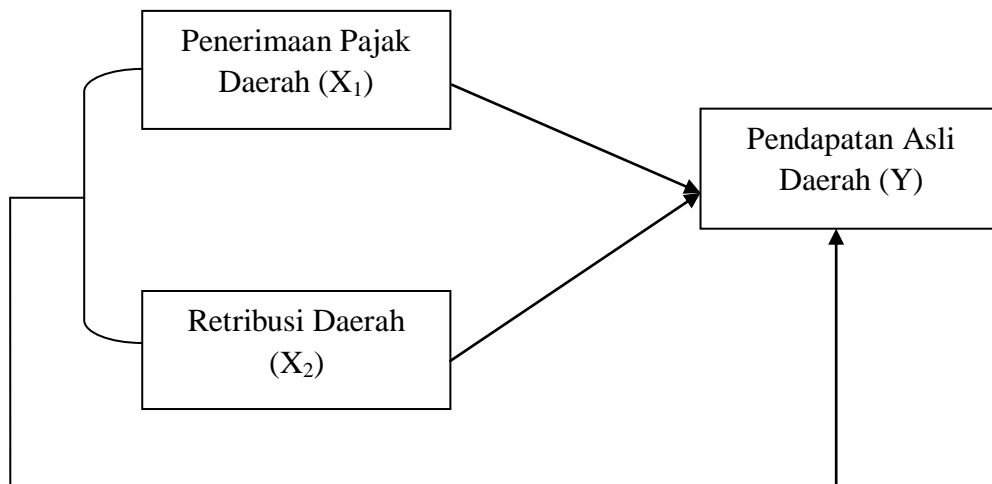 Penerimaan Pajak
Daerah (X₁)
Pendapatan Asli
Daerah (Y)
Retribusi Daerah
(X₂)